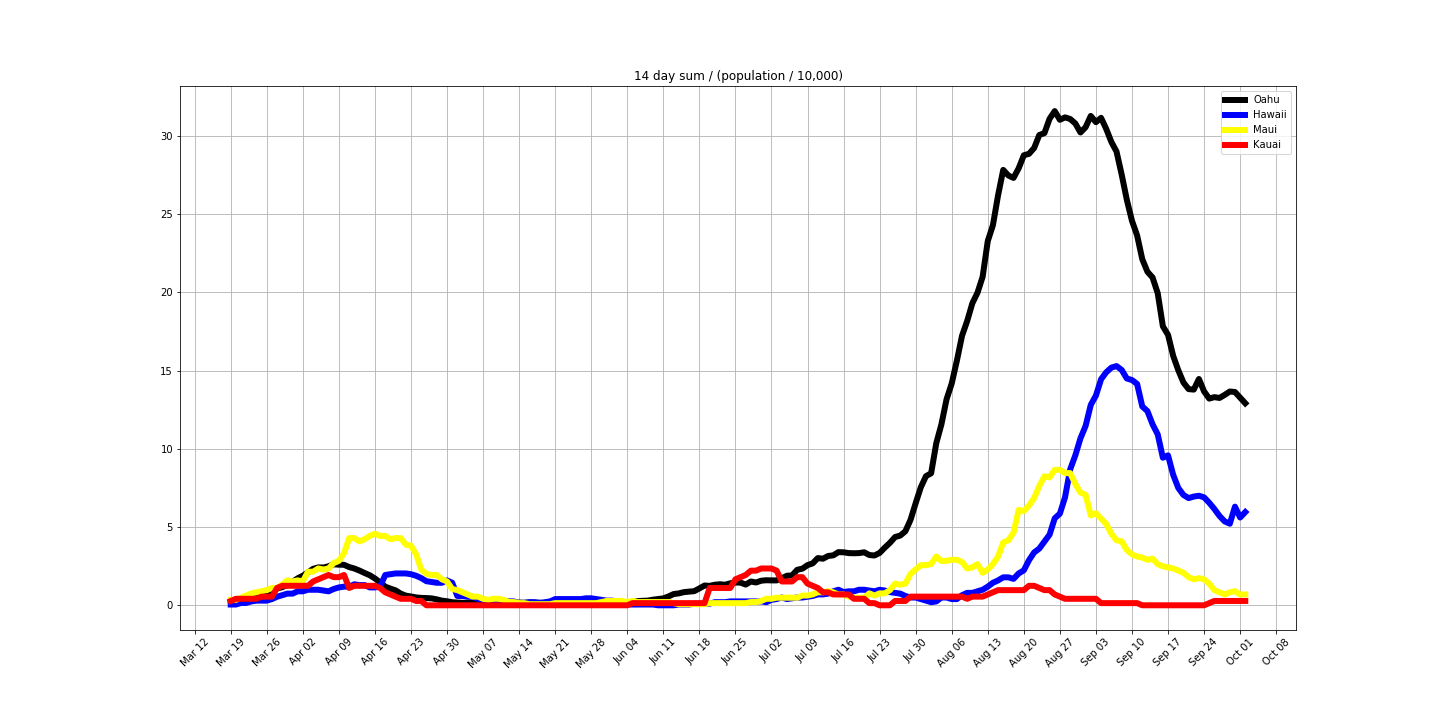 14 day sum / (population / 10,000)
Oahu
Hawaii
Maui
Kauai
30
25
20
15
10
5
0
Mar 12 Mar 19 Mar 26 Apr 02 Apr 09 Apr 16 Apr 23 Apr 30 May 07 May 14 May 21 May 28 Jun 04 Jun 11 Jun 18 Jun 25 Jul 02 Jul 09 Jul 16 Jul 23 Jul 30 Aug 06 Aug 13 Aug 20 Aug 27 Sep 03 Sep 10 Sep 17 Sep 24 Oct 01 Oct 08